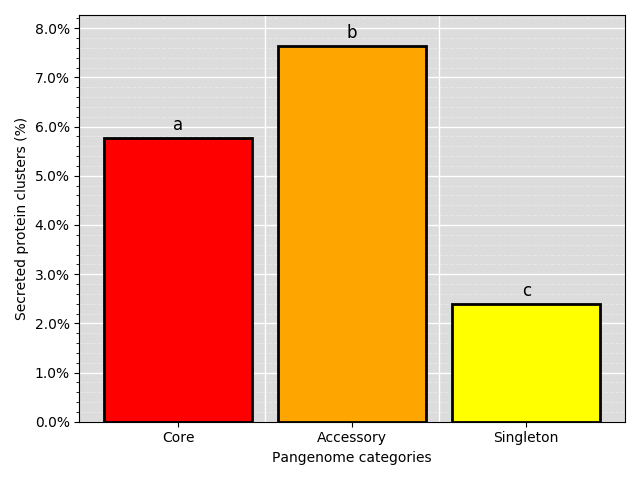 Secreted protein clusters (%)
8.0%
7.0%
6.0%
5.0%
4.0%
3.0%
2.0%
1.0%
0.0%
a
b
c
Core
Accessory
Singleton
Pangenome categories